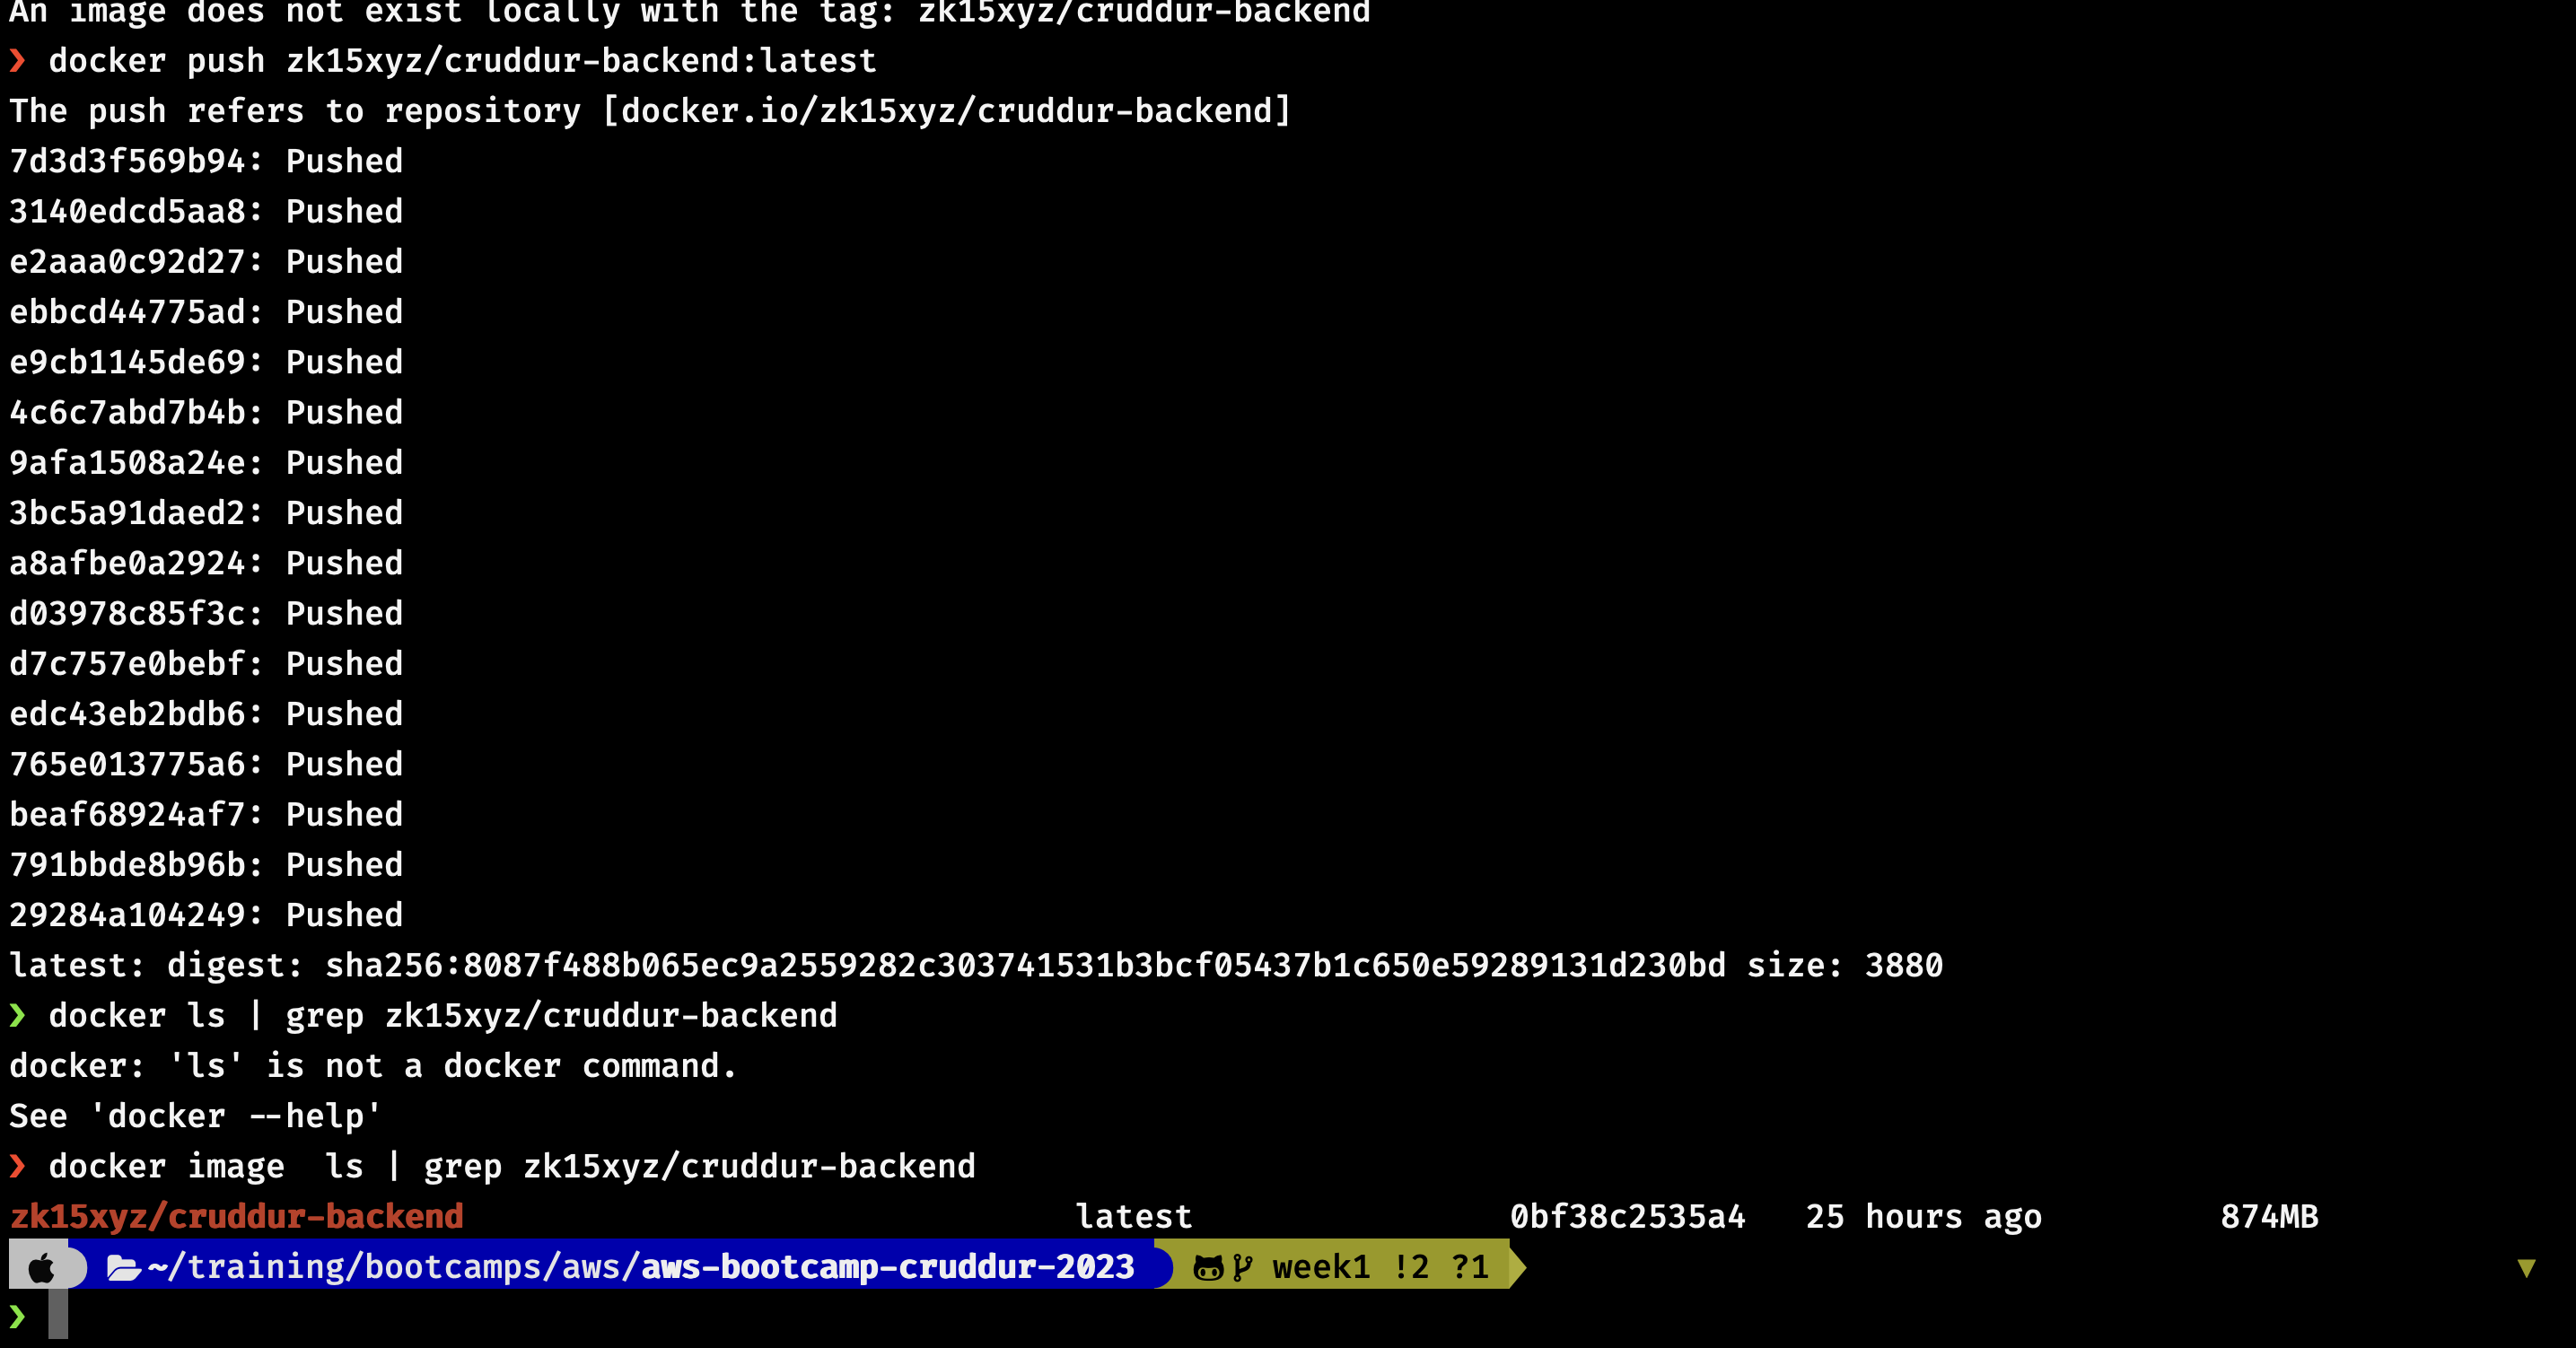 An image does not exist locally with the tag: zk15xyz/cruddur-backend
❯ docker push zk15xyz/cruddur-backend:latest
The push refers to repository [docker.io/zk15xyz/cruddur-backend]
7d3d3f569b94: Pushed
3140edcd5aa8: Pushed
e2aaa0c92d27: Pushed
ebbcd44775ad: Pushed
e9cb1145de69: Pushed
4c6c7abd7b4b: Pushed
9afa1508a24e: Pushed
3bc5a91daed2: Pushed
a8afbe0a2924: Pushed
d03978c85f3c: Pushed
d7c757e0bebf: Pushed
edc43eb2bdb6: Pushed
765e013775a6: Pushed
beaf68924af7: Pushed
791bbde8b96b: Pushed
29284a104249: Pushed
latest: digest: sha256:8087f488b065ec9a2559282c303741531b3bcf05437b1c650e59289131d230bd size: 3880
❯ docker ls | grep zk15xyz/cruddur-backend
docker: 'ls' is not a docker command.
See 'docker --help'
❯ docker image  ls | grep zk15xyz/cruddur-backend
zk15xyz/cruddur-backend latest 0bf38c2535a4 25 hours ago 874MB
~/training/bootcamps/aws/aws-bootcamp-cruddur-2023 week1 !2 ?1 ▼
❯